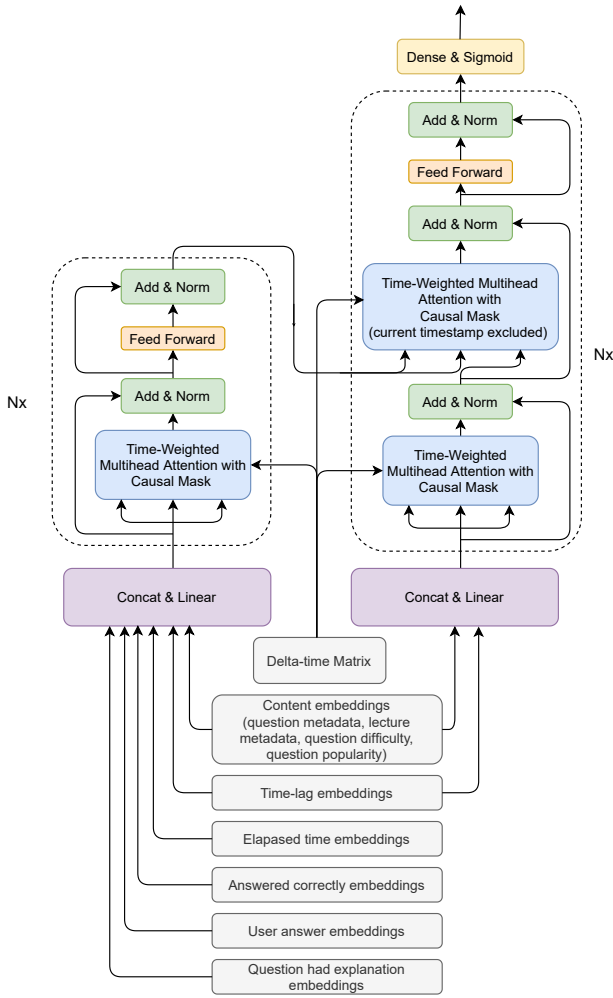 Dense & Sigmoid
Add & Norm
Feed Forward
Add & Norm
Time-Weighted Multihead
Attention with
Causal Mask
(current timestamp excluded)
Nx
Add & Norm
Time-Weighted
Multihead Attention with
Causal Mask
Add & Norm
Feed Forward
Nx
Add & Norm
Time-Weighted
Multihead Attention with
Causal Mask
Concat & Linear
Concat & Linear
Delta-time Matrix
Content embeddings
(question metadata, lecture
metadata, question difficulty,
question popularity)
Time-lag embeddings
Elapased time embeddings
Answered correctly embeddings
User answer embeddings
Question had explanation
embeddings